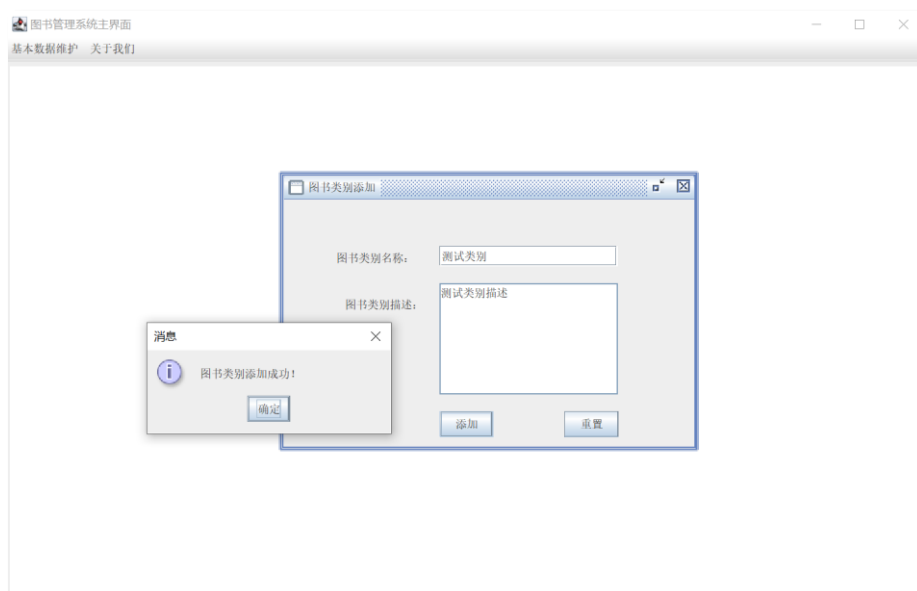 图书管理系统主界面
基本数据维护 关于我们
图书类别添加
图书类别名称： 测试类别
图书类别描述： 测试类别描述
消息
图书类别添加成功！
确定
添加 重置